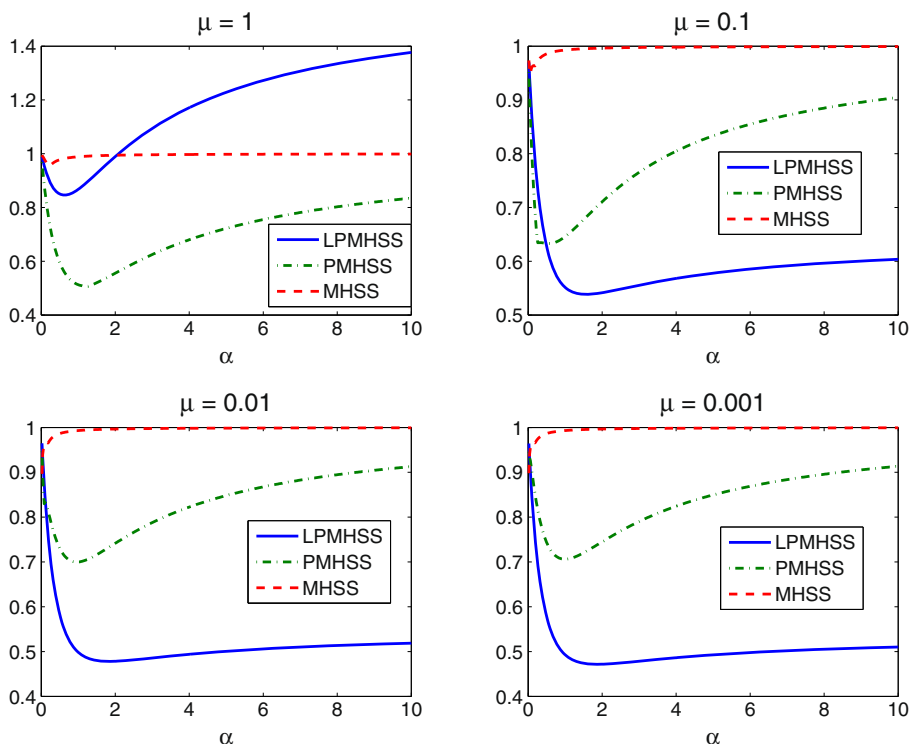 μ = 1
1.4
1.2
1
0.8
0.6
0.4
0 2 4 6 8 10
α
LPMHSS
PMHSS
MHSS
μ = 0.1
1
0.9
0.8
0.7
0.6
0.5
0 2 4 6 8 10
α
LPMHSS
PMHSS
MHSS
μ = 0.01
1
0.9
0.8
0.7
0.6
0.5
0.4
0 2 4 6 8 10
α
LPMHSS
PMHSS
MHSS
μ = 0.001
1
0.9
0.8
0.7
0.6
0.5
0.4
0 2 4 6 8 10
α
LPMHSS
PMHSS
MHSS